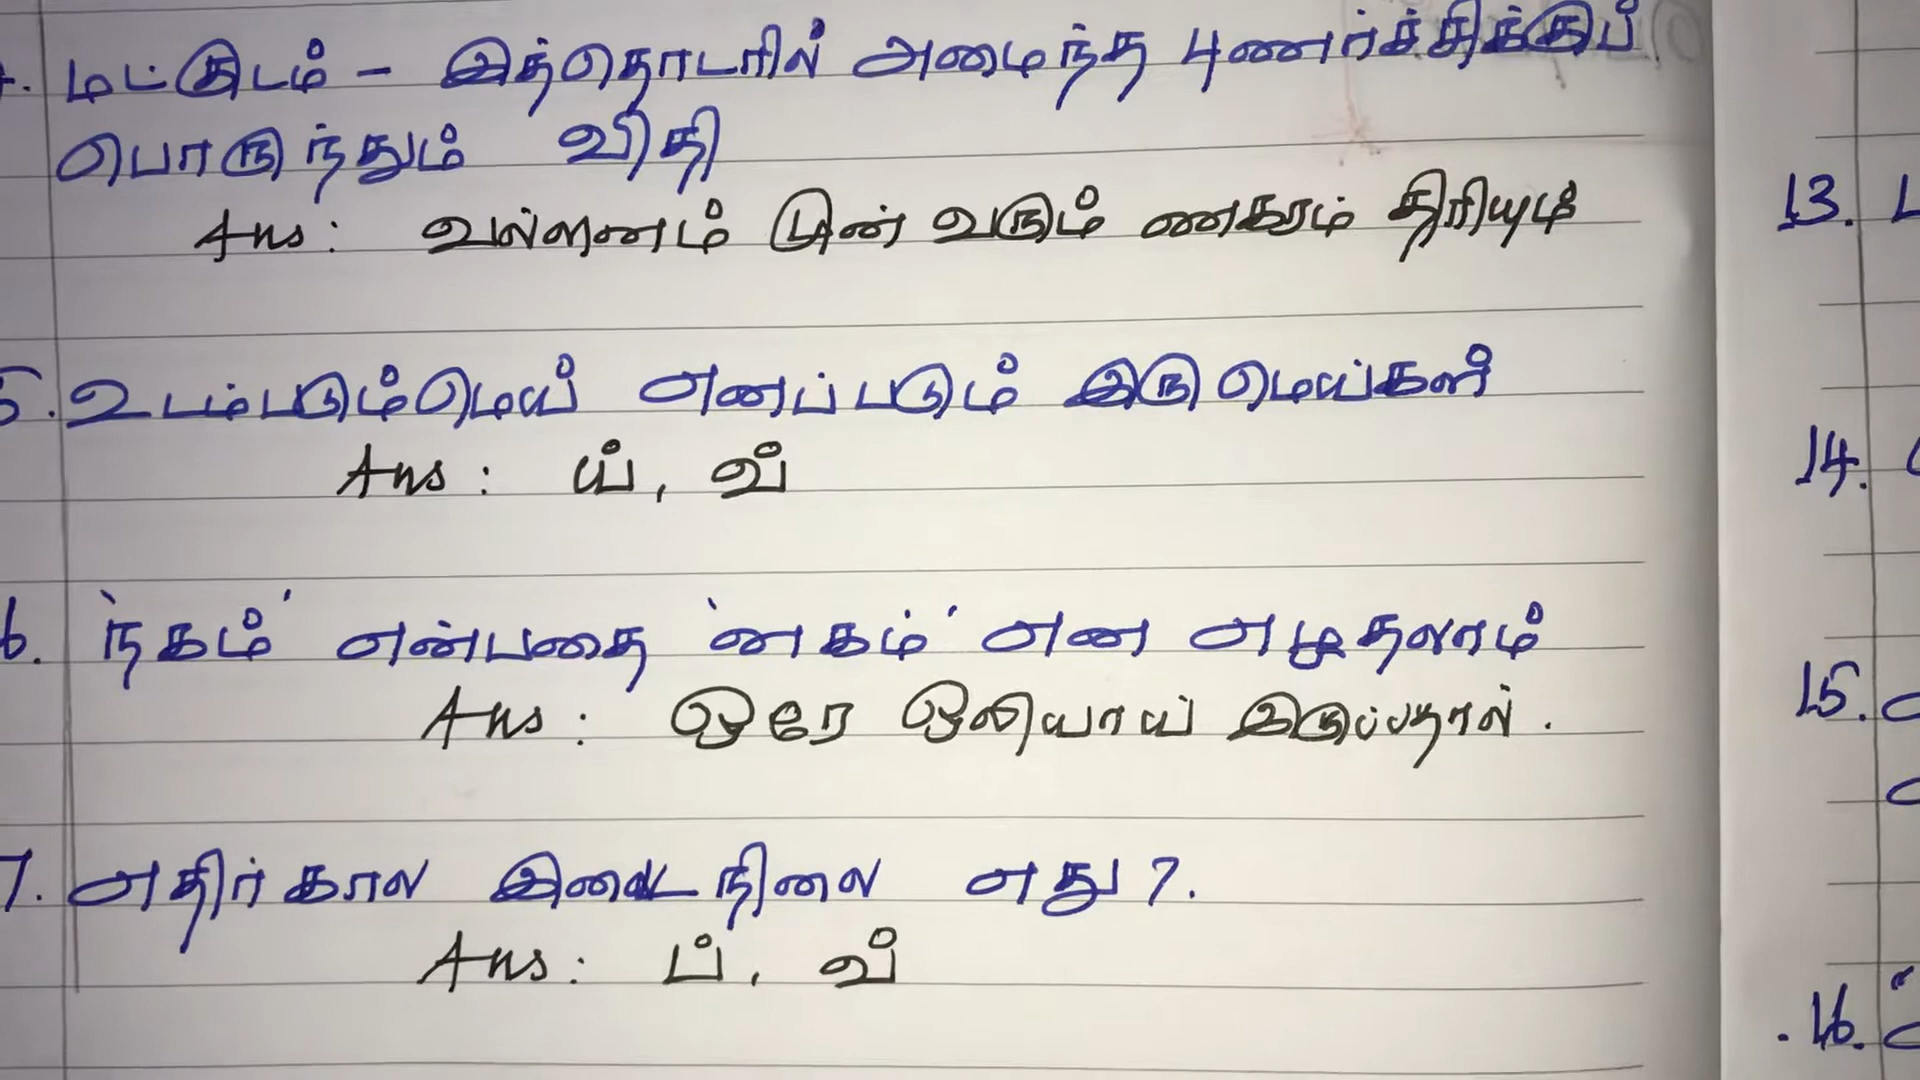 4. மட்குடம் - இத்தொடரில் அமைந்த புணர்ச்சிக்குப்
பொருந்தும் விதி
Ans: வல்லினம் முன் வரும் ணகரம் திரியும்
5. உடம்படும்மெய் எனப்படும் இரு மெய்கள்
Ans: ய், வ்
6. 'நகம்' என்பதை 'னகம்' என எழுதலாம்
Ans: ஒரே ஒலியாய் இருப்பதால்.
7. எதிர்கால இடைநிலை எது?.
Ans: ப், வ்
13.
14.
15.
16.